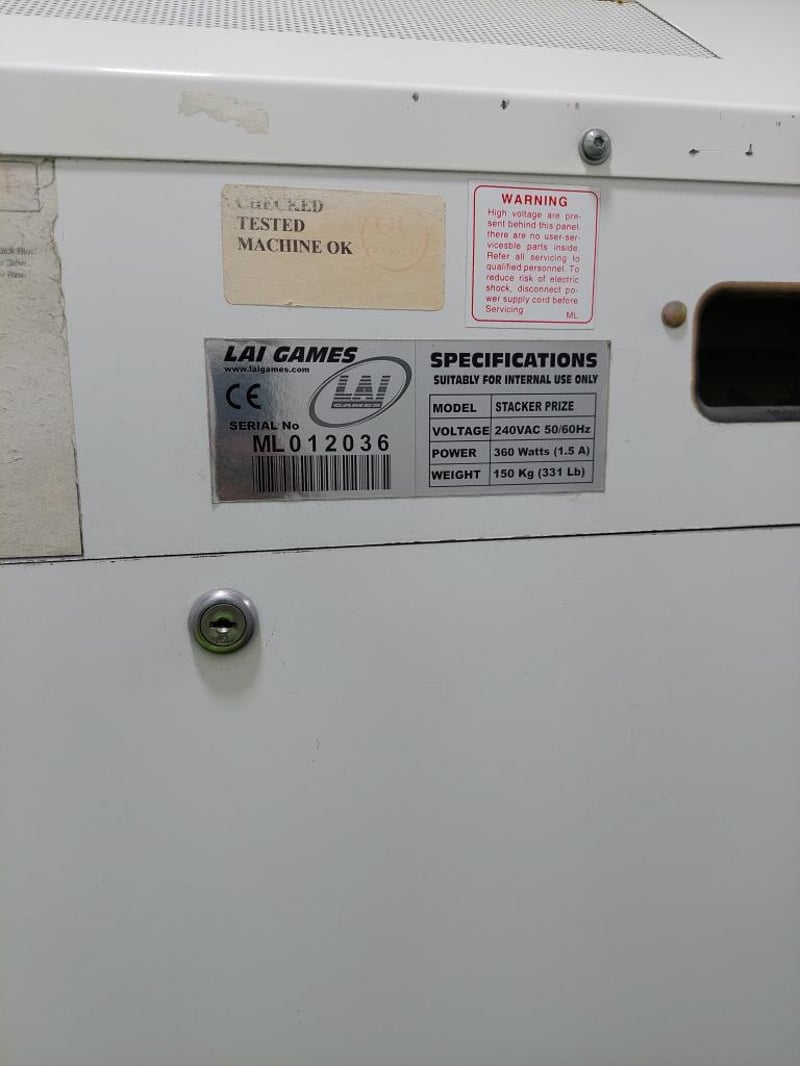 CHECKED
TESTED
MACHINE OK
WARNING
High voltage are pre-
sent behind this panel.
there are no user-ser-
vicesble parts inside.
Refer all servicing to
qualified personnel. To
reduce risk of electric
shock, disconnect po-
wer supply cord before
Servicing
ML
LAI GAMES
www.laigames.com
CE
LAI
GAMES
SERIAL No
ML012036
SPECIFICATIONS
SUITABLY FOR INTERNAL USE ONLY
MODEL STACKER PRIZE
VOLTAGE 240VAC 50/60Hz
POWER 360 Watts (1.5 A)
WEIGHT 150 Kg (331 Lb)